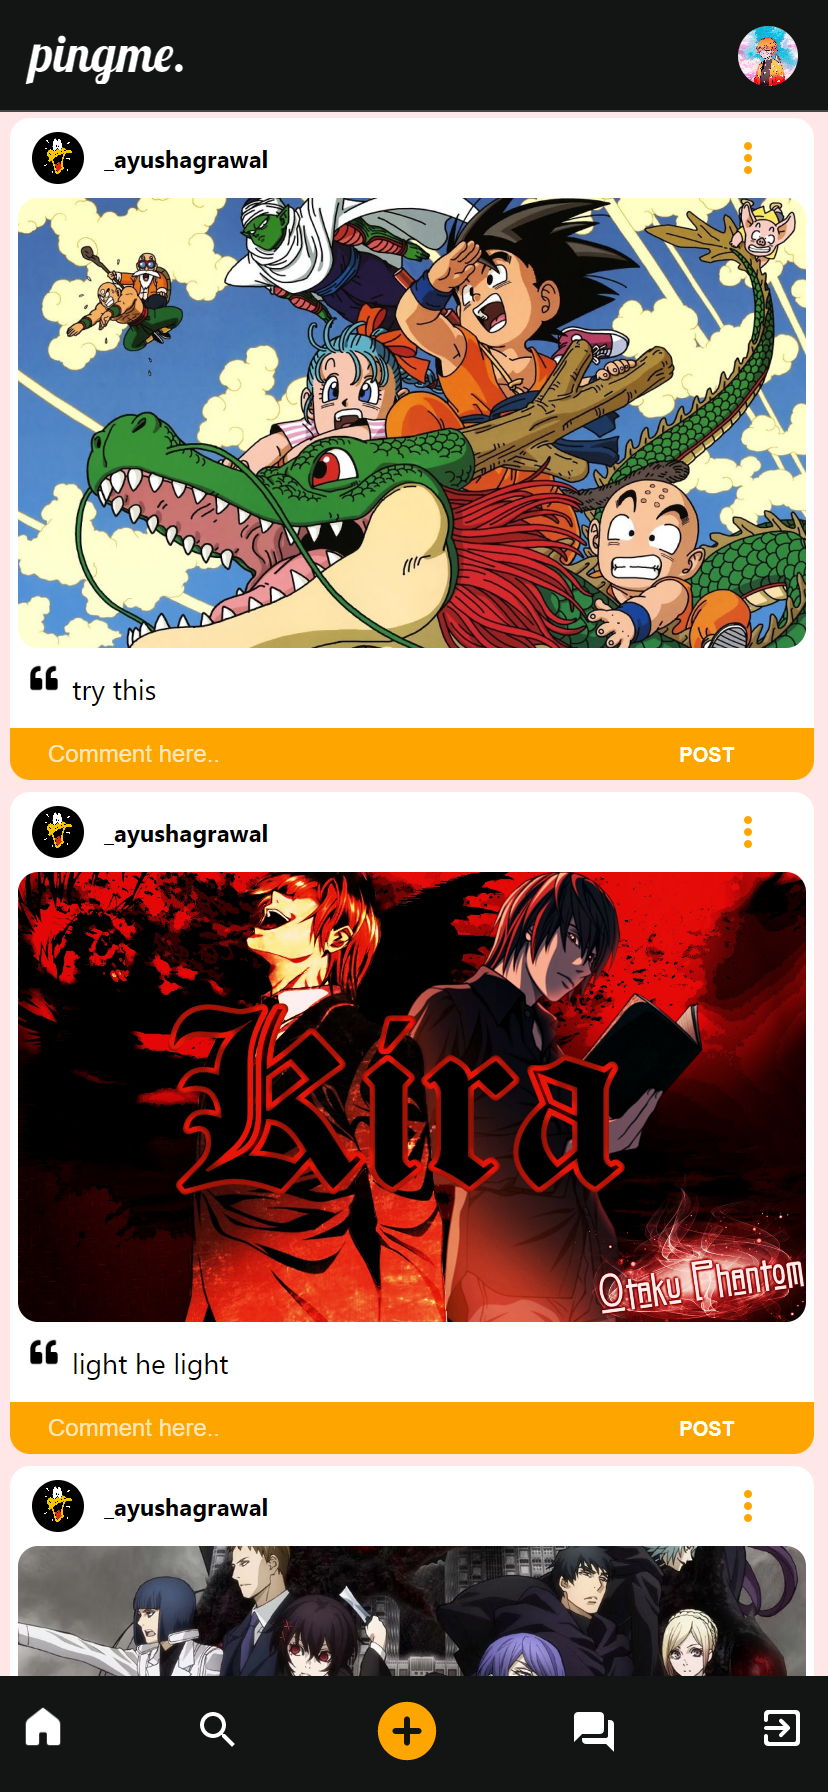 pingme.
_ayushagrawal
try this
Comment here..
POST
_ayushagrawal
Kira
Otaku Phantom
light he light
Comment here..
POST
_ayushagrawal